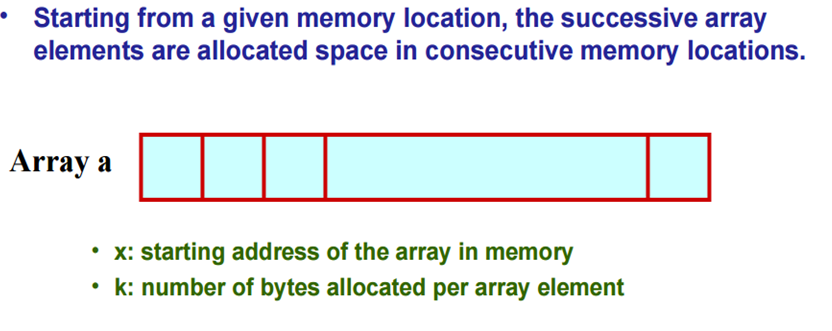 • Starting from a given memory location, the successive array
elements are allocated space in consecutive memory locations.
Array a
• x: starting address of the array in memory
• k: number of bytes allocated per array element